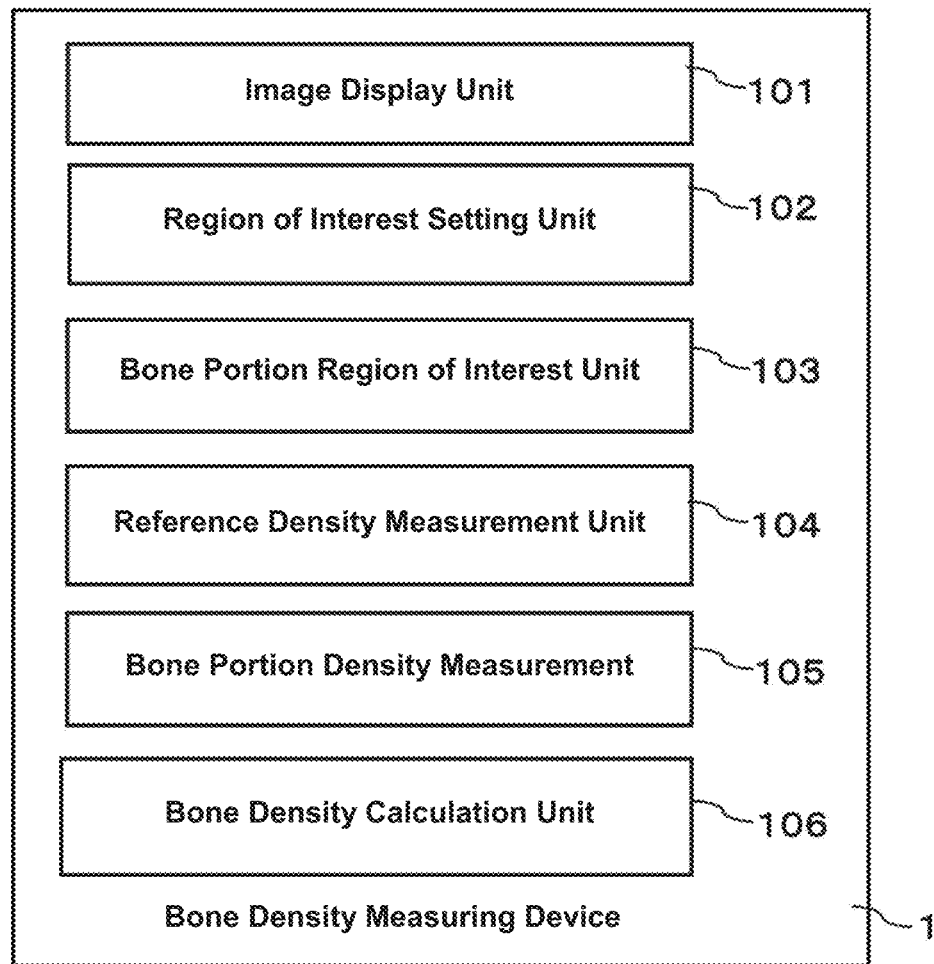 Image Display Unit 101
Region of Interest Setting Unit 102
Bone Portion Region of Interest Unit 103
Reference Density Measurement Unit 104
Bone Portion Density Measurement 105
Bone Density Calculation Unit 106
Bone Density Measuring Device 1